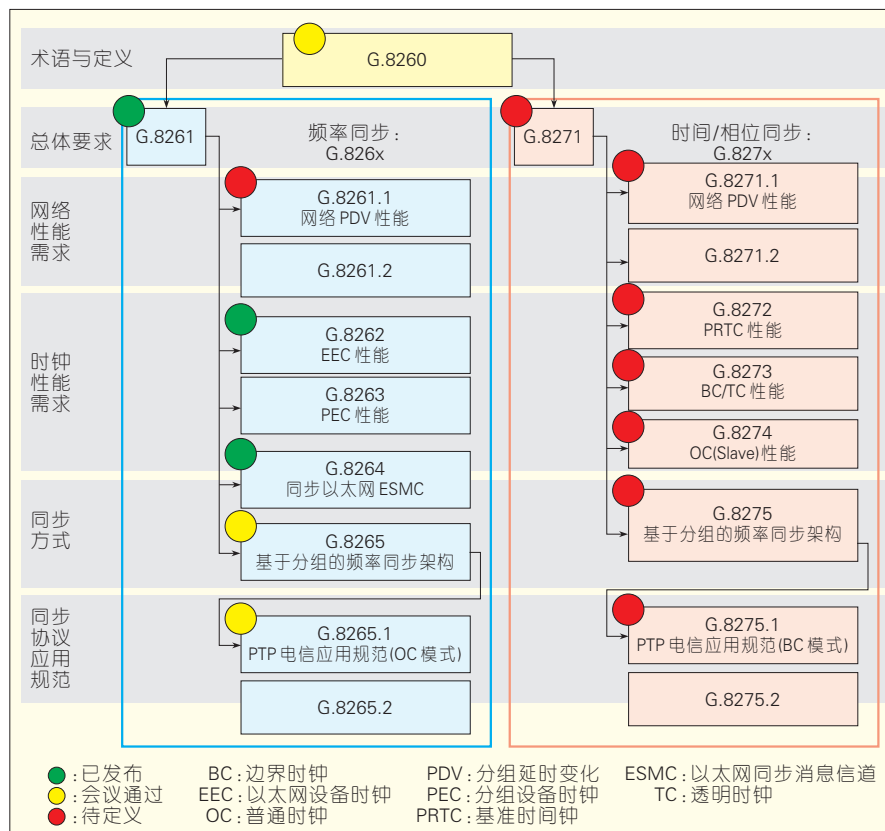 术语与定义
G.8260
总体要求
G.8261
频率同步:
G.826x
G.8271
时间/相位同步:
G.827x
网络
性能
需求
G.8261.1
网络 PDV 性能
G.8261.2
G.8271.1
网络 PDV 性能
G.8271.2
时钟
性能
需求
G.8262
EEC 性能
G.8263
PEC 性能
G.8264
同步以太网 ESMC
G.8272
PRTC 性能
G.8273
BC/TC 性能
G.8274
OC(Slave)性能
同步
方式
G.8265
基于分组的频率同步架构
G.8275
基于分组的频率同步架构
同步
协议
应用
规范
G.8265.1
PTP 电信应用规范(OC 模式)
G.8265.2
G.8275.1
PTP 电信应用规范(BC 模式)
G.8275.2
:已发布 BC:边界时钟 PDV:分组延时变化 ESMC:以太网同步消息信道
:会议通过 EEC:以太网设备时钟 PEC:分组设备时钟 TC:透明时钟
:待定义 OC:普通时钟 PRTC:基准时间钟